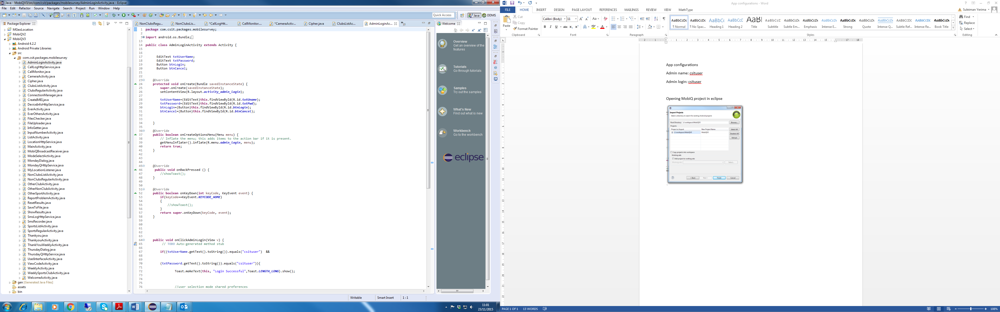 Java - MobiQV3/src/com/csit/packages/mobilesurvey/AdminLoginActivity.java - Eclipse
File Edit Refactor Source Navigate Search Project Run Window Help
Quick Access Java DDMS
Package Explorer
MGeoLocation
MobiQV2
MobiQV3
Android 4.2.2
Android Private Libraries
src
com.csit.packages.mobilesurvey
AdminLoginActivity.java
CallLogHttpService.java
CallMonitor.java
CameraActivity.java
Cipher.java
ClubsListActivity.java
ClubsRegularActivity.java
ConnectionManager.java
CreateIMEI.java
DeviceInfoHttpService.java
EverActivity.java
EverOthersActivity.java
FilesChecker.java
FileUploader.java
InfoGetter.java
InputNumberActivity.java
ListActivity.java
LocationHttpService.java
MainActivity.java
MobiQBroadcastReceiver.java
ModeSelectActivity.java
MondayDialog.java
MondayQHttpService.java
MyLocationListener.java
NonClubsListActivity.java
NonClubsRegularActivity.java
OtherClubActivity.java
OtherNonClubActivity.java
OtherSportActivity.java
ReportProblemActivity.java
ResetResults.java
SaveToFile.java
ShowResults.java
SmsLogHttpService.java
SmsRecorder.java
SportsListActivity.java
SportsRegularActivity.java
Thankyou.java
ThankyouActivity.java
ThankYouWeeklyActivity.java
ThursdayDialog.java
ThursdayQHttpService.java
UserInterfaceActivity.java
ViewCodeActivity.java
WeeklyActivity.java
WeeklySportsClubActivity.java
WelcomeActivity.java
gen [Generated Java Files]
assets
bin
NonClubsRegu... NonClubsLis... *CallLogHtt... CallMonitor.... *CameraActiv... Cipher.java ClubsListAc... AdminLoginAc... »10
1 package com.csit.packages.mobilesurvey;
2
3 import android.os.Bundle;
13
14 public class AdminLoginActivity extends Activity {
15
16
17 EditText txtUserName;
18 EditText txtPassword;
19 Button btnLogin;
20 Button btnCancel;
21
22
23 @Override
24 protected void onCreate(Bundle savedInstanceState) {
25 super.onCreate(savedInstanceState);
26 setContentView(R.layout.activity_admin_login);
27
28 txtUserName=(EditText)this.findViewById(R.id.txtUname);
29 txtPassword=(EditText)this.findViewById(R.id.txtPwd);
30 btnLogin=(Button)this.findViewById(R.id.btnLogin);
31 btnCancel=(Button)this.findViewById(R.id.btnCancel);
32
33
34 }
35
36 @Override
37 public boolean onCreateOptionsMenu(Menu menu) {
38 // Inflate the menu; this adds items to the action bar if it is present.
39 getMenuInflater().inflate(R.menu.admin_login, menu);
40 return true;
41 }
42
43
44
45 @Override
46 public void onBackPressed () {
47 //showToast();
48 }
49
50
51 @Override
52 public boolean onKeyDown(int keyCode, KeyEvent event) {
53 if(keyCode==KeyEvent.KEYCODE_HOME)
54 {
55 //showToast();
56 }
57 return super.onKeyDown(keyCode, event);
58 }
59
60
61
62
63
64 public void onClickAdminLogin(View v) {
65 // TODO Auto-generated method stub
66
67 if((txtUserName.getText().toString()).equals("csituser") &&
68
69
70 (txtPassword.getText().toString()).equals("csituser")){
71
72 Toast.makeText(this, "Login Successful",Toast.LENGTH_LONG).show();
73
74
75
76 //user selection mode shared preferences
Welcome
Overview
Get an overview of the
features
Tutorials
Go through tutorials
Samples
Try out the samples
What's New
Find out what is new
Workbench
Go to the workbench
eclipse
Writable Smart Insert 1 : 1
11:01
23/11/2015
App configurations - Word
FILE HOME INSERT DESIGN PAGE LAYOUT REFERENCES MAILINGS REVIEW VIEW MathType Suleiman Yerima
Paste
Cut
Copy
Format Painter
Clipboard
Calibri (Body) 11
Font
Paragraph
AaBbCcDc AaBbCcDc AaBbCc AaBbCcD AaBl AaBbCcD AaBbCcDc AaBbCcDc AaBbCcDc AaBbCcDc AaBbCcDc AaBbCcDc AaBbCcDc AaBbCcDc AaBbCcDc
¶ Normal ¶ No Spac... Heading 1 Heading 2 Title Subtitle Subtle Em... Emphasis Intense E... Strong Quote Intense Q... Subtle Ref... Intense Re... Book Title
Styles
Find
Replace
Select
Editing
App configurations
Admin name: csituser
Admin login: csituser
Opening MobiQ project in eclipse
Import Projects
Select a directory to search for existing Android projects
Root Directory: L:\workspace\MobiQV3 Browse...
Projects:
Project to Import New Project Name
L:\workspace\MobiQV3 MobiQV3
Select All
Deselect All
Refresh
Copy projects into workspace
Working sets
Add project to working sets
Working sets: Select...
< Back Next > Finish Cancel
PAGE 1 OF 1 13 WORDS 108%